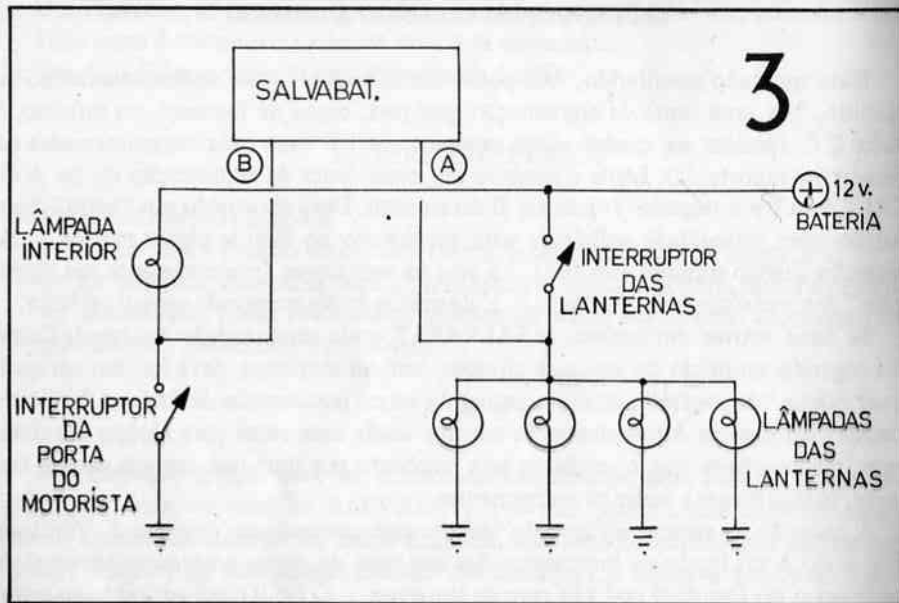 3
SALVABAT.
B
A
12 v.
BATERIA
LÂMPADA
INTERIOR
INTERRUPTOR
DAS
LANTERNAS
INTERRUPTOR
DA
PORTA
DO
MOTORISTA
LÂMPADAS
DAS
LANTERNAS